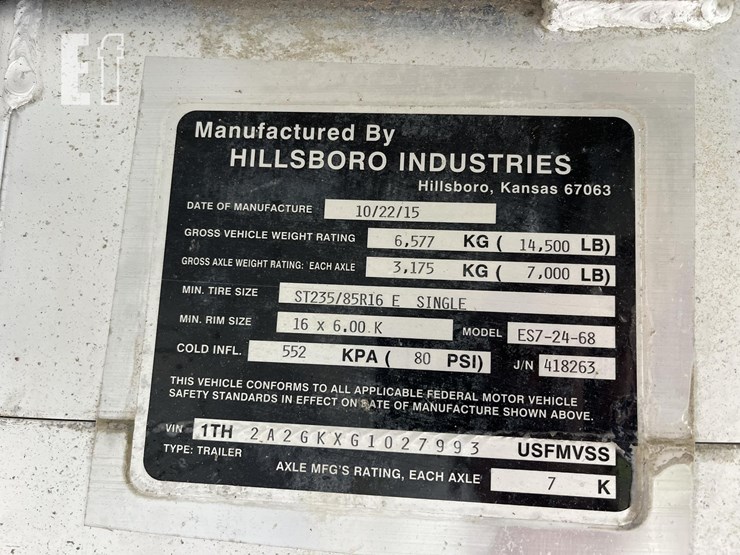 Ef
Manufactured By
HILLSBORO INDUSTRIES
Hillsboro, Kansas 67063
DATE OF MANUFACTURE 10/22/15
GROSS VEHICLE WEIGHT RATING 6,577 KG ( 14,500 LB)
GROSS AXLE WEIGHT RATING: EACH AXLE 3,175 KG ( 7,000 LB)
MIN. TIRE SIZE ST235/85R16 E SINGLE
MIN. RIM SIZE 16 x 6.00 K MODEL ES7-24-68
COLD INFL. 552 KPA ( 80 PSI) J/N 418263
THIS VEHICLE CONFORMS TO ALL APPLICABLE FEDERAL MOTOR VEHICLE
SAFETY STANDARDS IN EFFECT ON DATE OF MANUFACTURE SHOWN ABOVE.
VIN 1TH 2A2GKXG1027993 USFMVSS
TYPE: TRAILER
AXLE MFG'S RATING, EACH AXLE 7 K